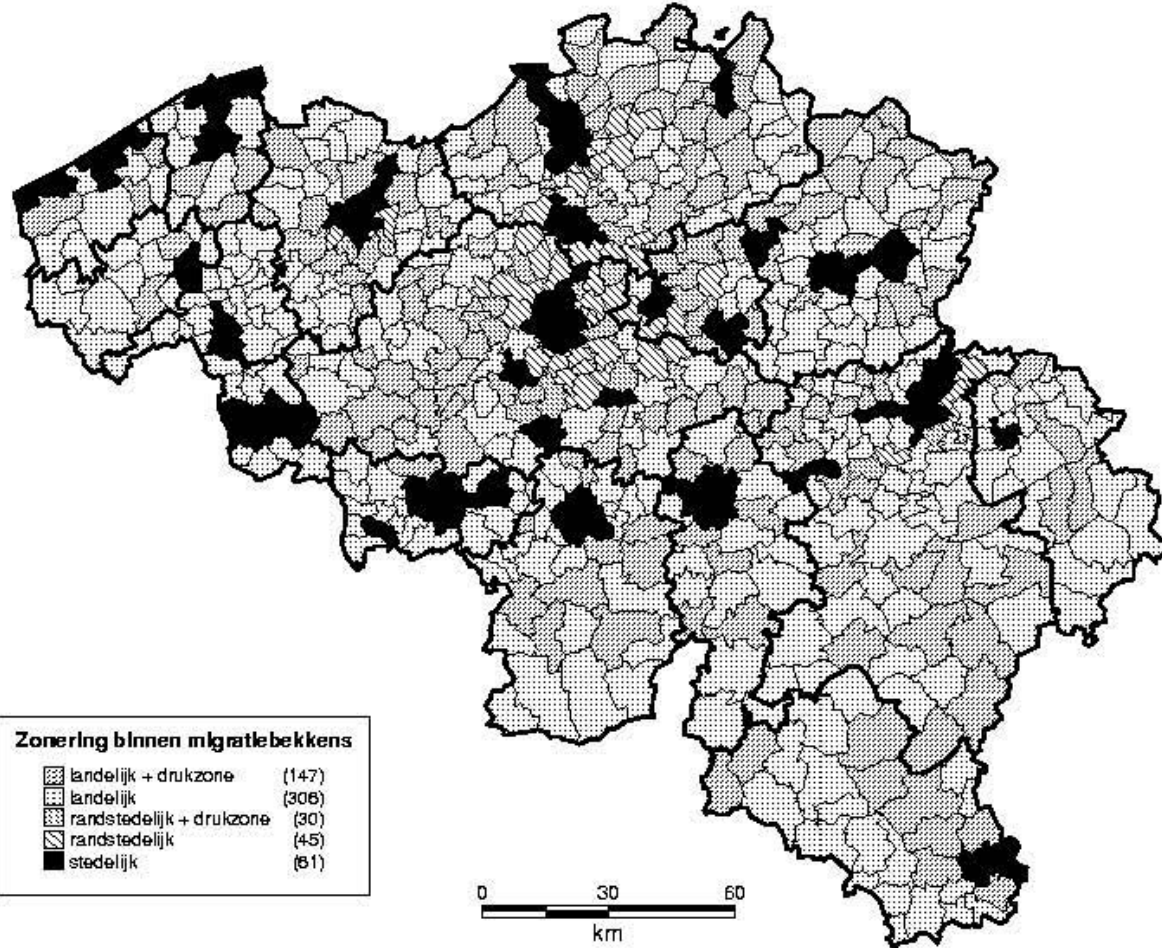 Zonering binnen migratiebekkens
landelijk + drukzone (147)
landelijk (306)
randstedelijk + drukzone (30)
randstedelijk (45)
stedelijk (61)
0 30 60
km